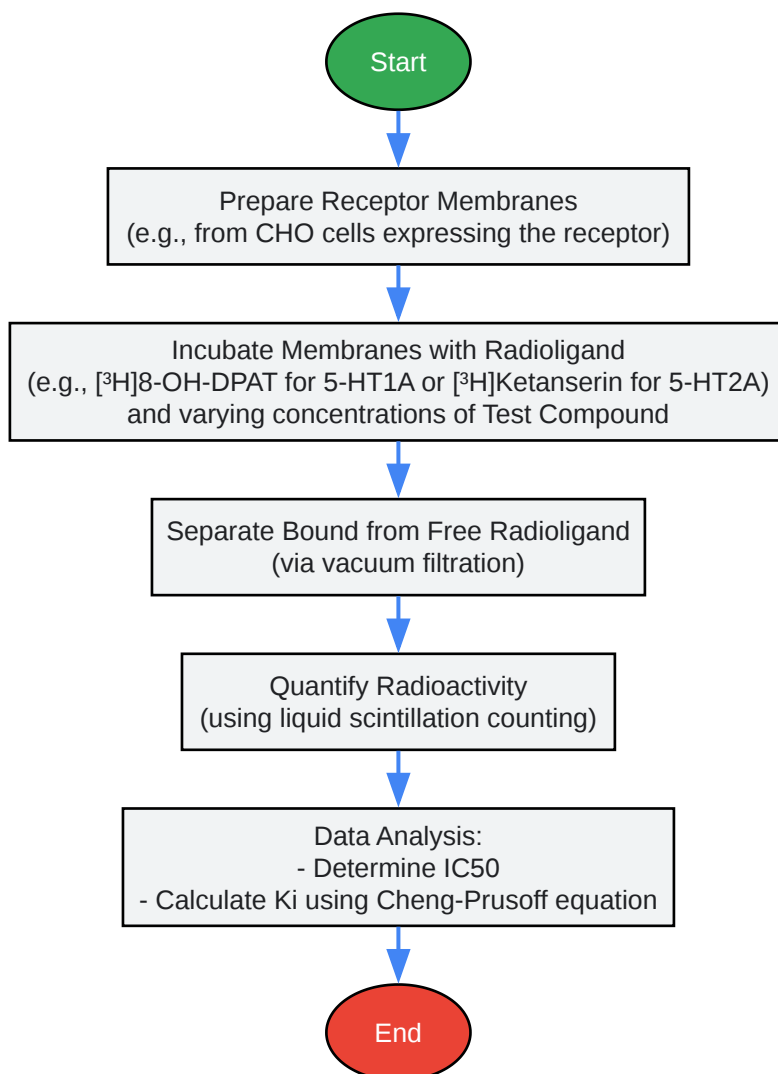 Start
Prepare Receptor Membranes
(e.g., from CHO cells expressing the receptor)
Incubate Membranes with Radioligand
(e.g., [³H]8-OH-DPAT for 5-HT1A or [³H]Ketanserin for 5-HT2A)
and varying concentrations of Test Compound
Separate Bound from Free Radioligand
(via vacuum filtration)
Quantify Radioactivity
(using liquid scintillation counting)
Data Analysis:
- Determine IC50
- Calculate Ki using Cheng-Prusoff equation
End